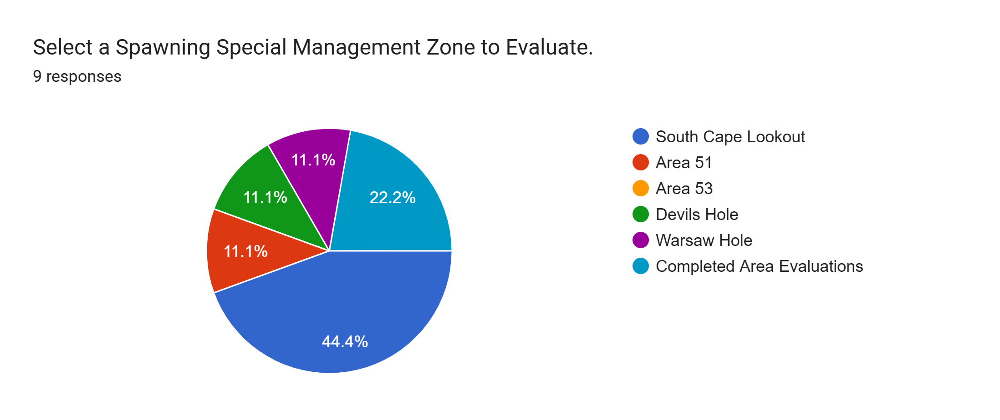 Select a Spawning Special Management Zone to Evaluate.
9 responses
11.1%
22.2%
11.1%
11.1%
44.4%
South Cape Lookout
Area 51
Area 53
Devils Hole
Warsaw Hole
Completed Area Evaluations